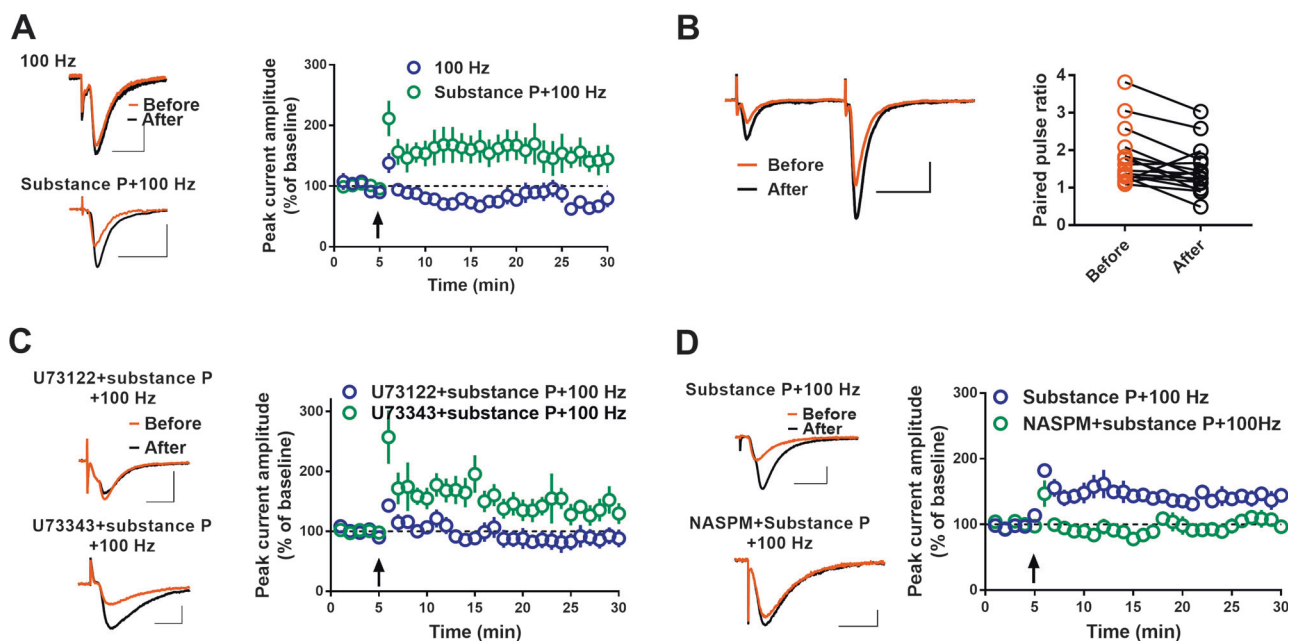 A
100 Hz
Before
After
Substance P+100 Hz
300
200
100
0
Peak current amplitude
(%of baseline)
100 Hz
Substance P+100 Hz
0
5
10
15
20
25
30
Time (min)
B
Before
After
4
3
2
1
0
Paired pulse ratio
Before
After
C
U73122+substance P
+100 Hz
Before
After
U73343+substance P
+100 Hz
300
200
100
0
Peak current amplitude
(% of baseline)
U73122+substance P+100 Hz
U73343+substance P+100 Hz
0
5
10
15
20
25
30
Time (min)
D
Substance P+100 Hz
Before
After
NASPM+Substance P
+100 Hz
300
200
100
0
Peak current amplitude
(% of baseline)
Substance P+100 Hz
NASPM+substance P+100Hz
0
5
10
15
20
25
30
Time (min)